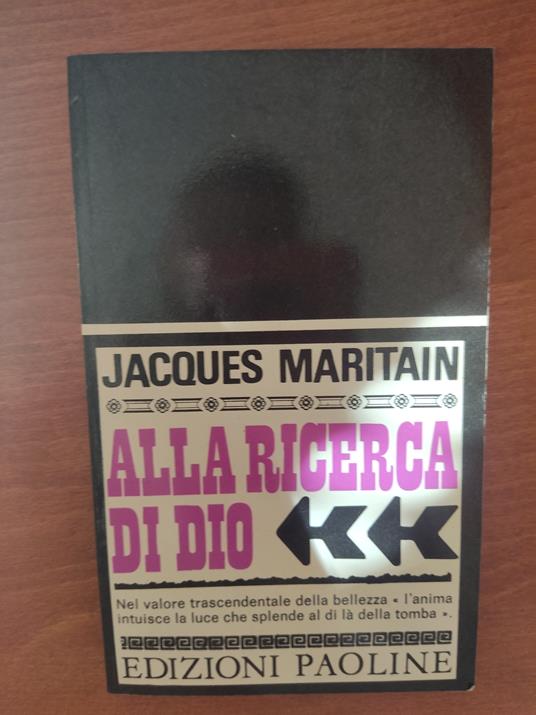 JACQUES MARITAIN
ALLA RICERCA
DI DIO
Nel valore trascendentale della bellezza « l'anima
intuisce la luce che splende al di là della tomba ».
EDIZIONI PAOLINE